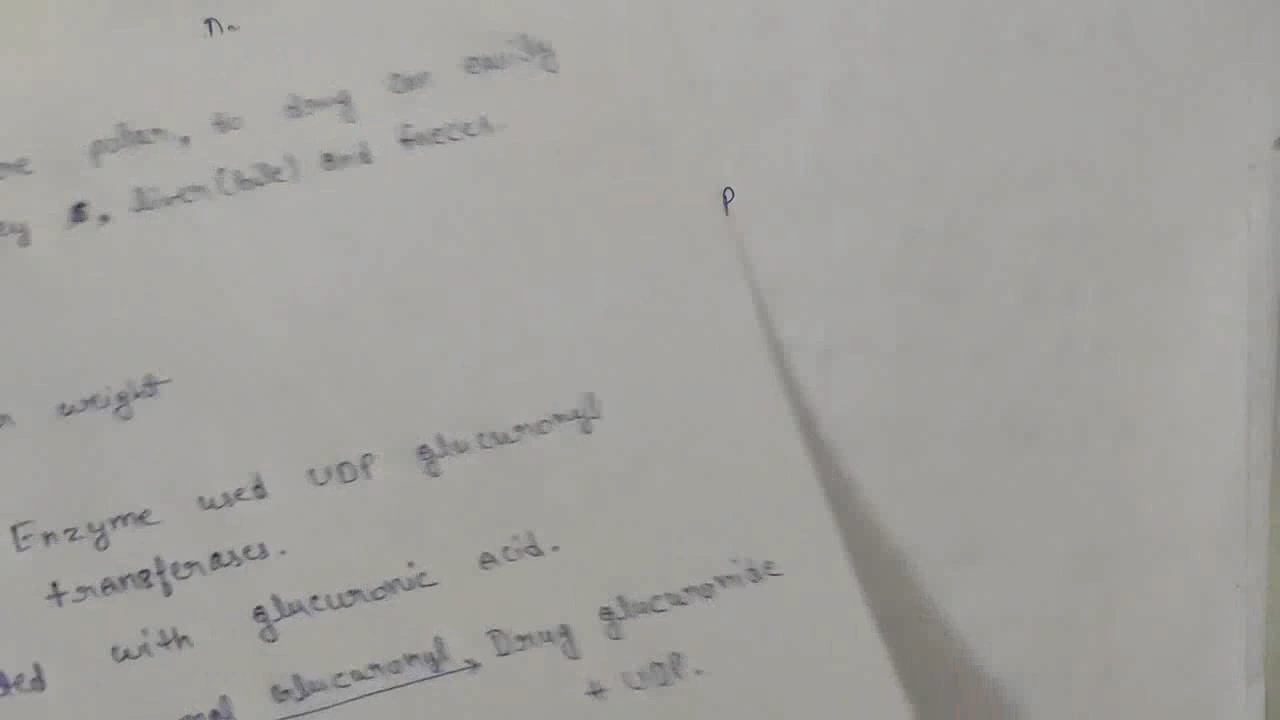 polar, to drug can easily
liver(bile) and faeces.
P
weight
Enzyme used UDP glucuronyl
transferases.
with glucuronic acid.
Glucuronyl → Drug glucuronide
+ UDP.